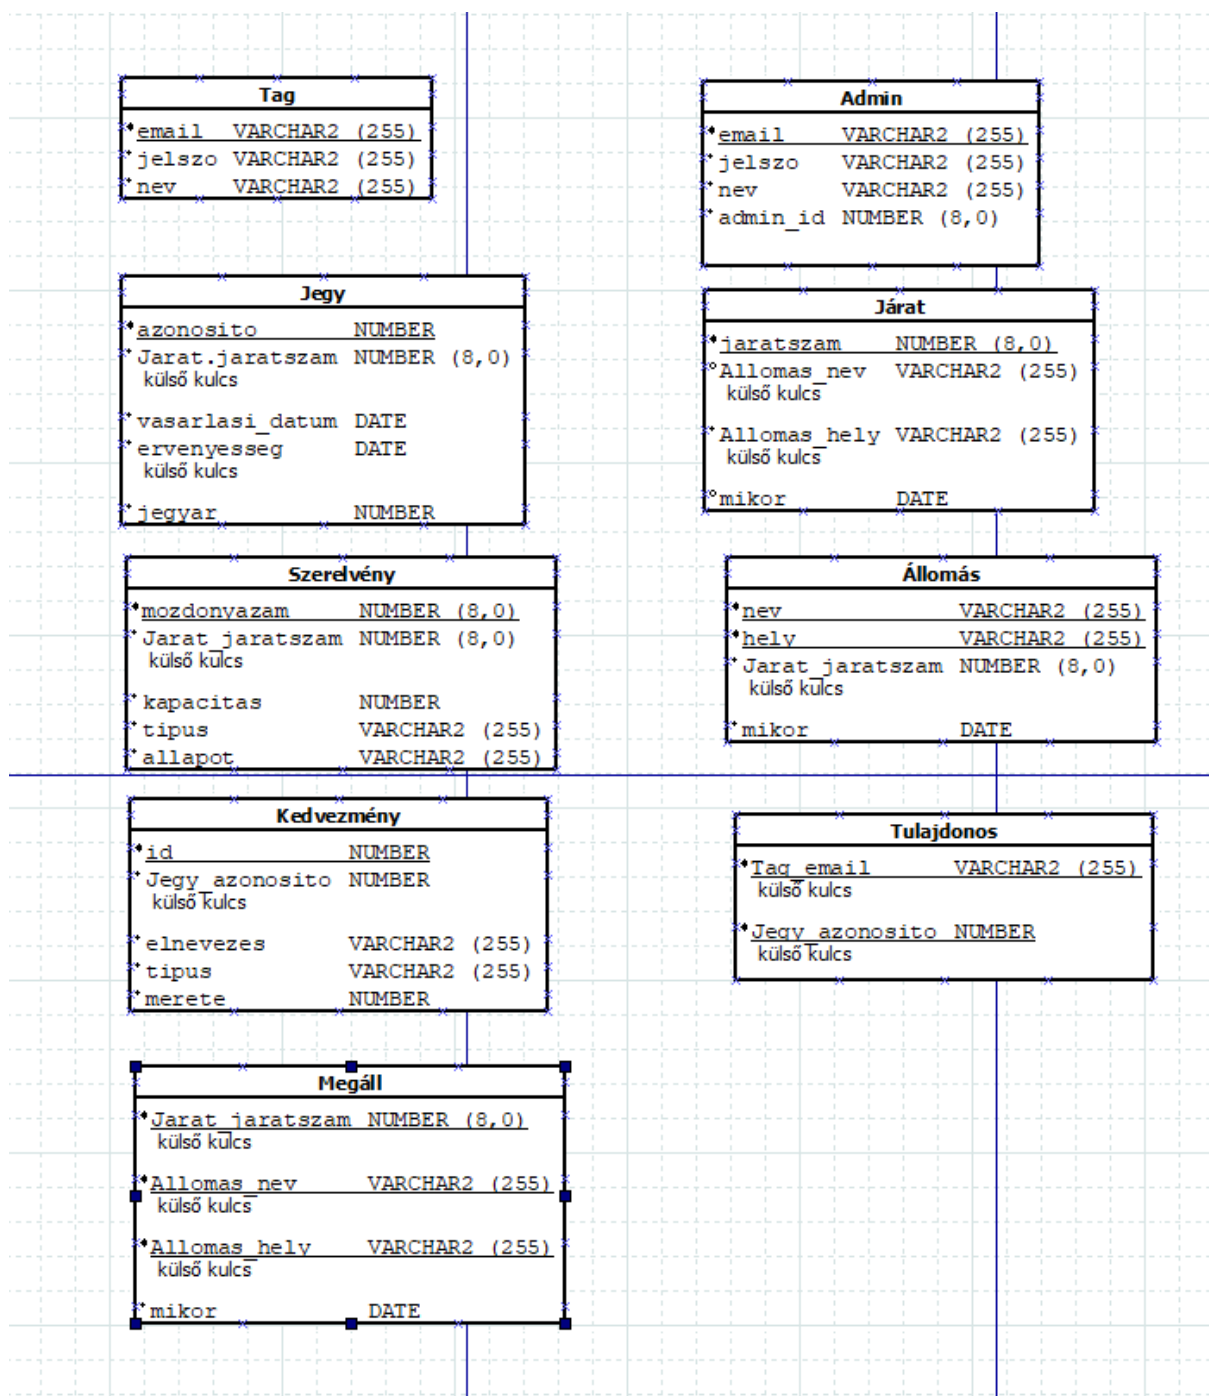 Tag
email VARCHAR2 (255)
jelszo VARCHAR2 (255)
nev VARCHAR2 (255)
Admin
email VARCHAR2 (255)
jelszo VARCHAR2 (255)
nev VARCHAR2 (255)
admin_id NUMBER (8,0)
Jegy
azonosito NUMBER
Jarat.jaratszam NUMBER (8,0)
külső kulcs
vasarlasi_datum DATE
ervenyesseg DATE
külső kulcs
jegyar NUMBER
Járat
jaratszam NUMBER (8,0)
Allomas_nev VARCHAR2 (255)
külső kulcs
Allomas_hely VARCHAR2 (255)
külső kulcs
mikor DATE
Szerelvény
mozdonyazam NUMBER (8,0)
Jarat_jaratszam NUMBER (8,0)
külső kulcs
kapacitas NUMBER
tipus VARCHAR2 (255)
allapot VARCHAR2 (255)
Állomás
nev VARCHAR2 (255)
hely VARCHAR2 (255)
Jarat_jaratszam NUMBER (8,0)
külső kulcs
mikor DATE
Kedvezmény
id NUMBER
Jegy_azonosito NUMBER
külső kulcs
elnevezes VARCHAR2 (255)
tipus VARCHAR2 (255)
merete NUMBER
Tulajdonos
Tag_email VARCHAR2 (255)
külső kulcs
Jegy_azonosito NUMBER
külső kulcs
Megáll
Jarat_jaratszam NUMBER (8,0)
külső kulcs
Allomas_nev VARCHAR2 (255)
külső kulcs
Allomas_hely VARCHAR2 (255)
külső kulcs
mikor DATE